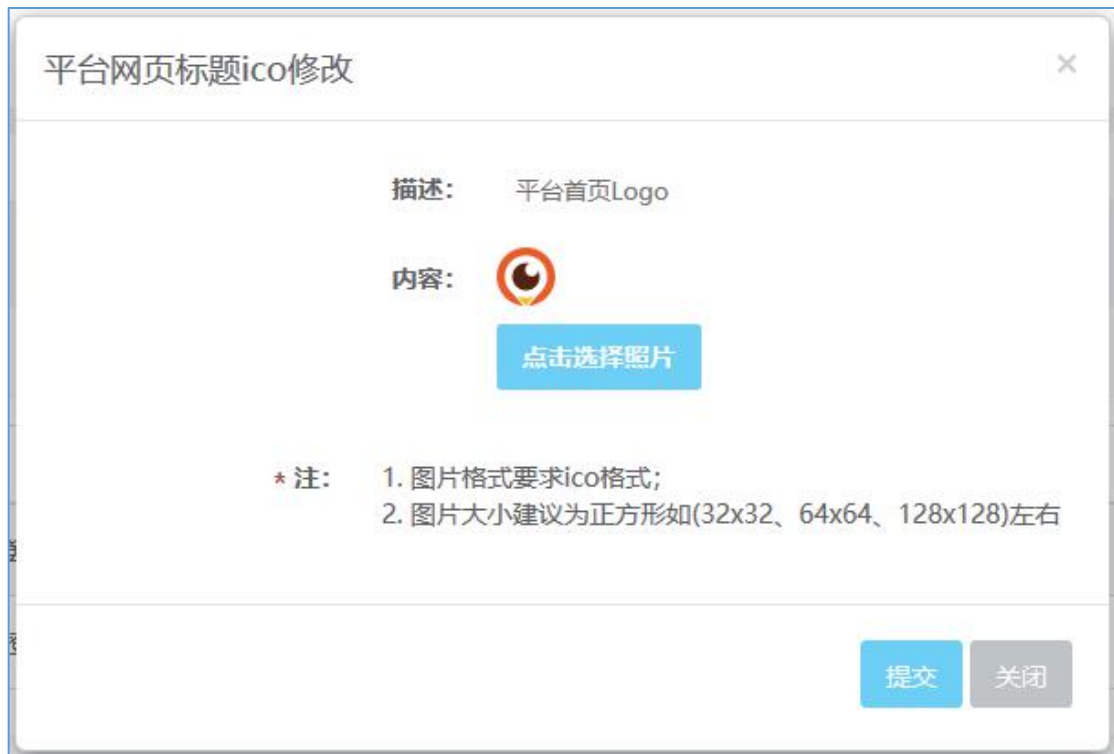 平台网页标题ico修改 ×
描述： 平台首页Logo
内容：
点击选择照片
* 注： 1. 图片格式要求ico格式；
2. 图片大小建议为正方形如(32x32、64x64、128x128)左右
提交 关闭